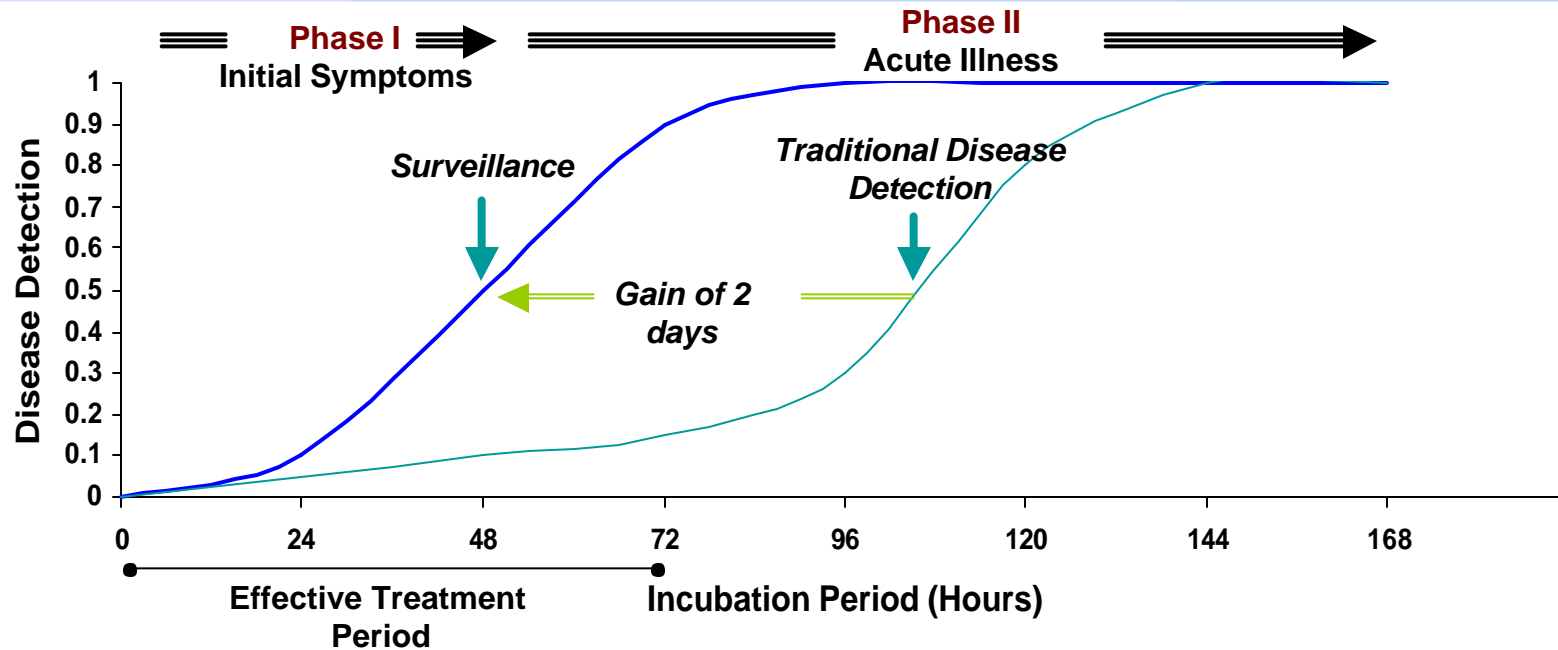 Phase I
Initial Symptoms
Phase II
Acute Illness
Disease Detection
1
0.9
0.8
0.7
0.6
0.5
0.4
0.3
0.2
0.1
0
Surveillance
Traditional Disease
Detection
Gain of 2
days
0 24 48 72 96 120 144 168
Effective Treatment
Period
Incubation Period (Hours)